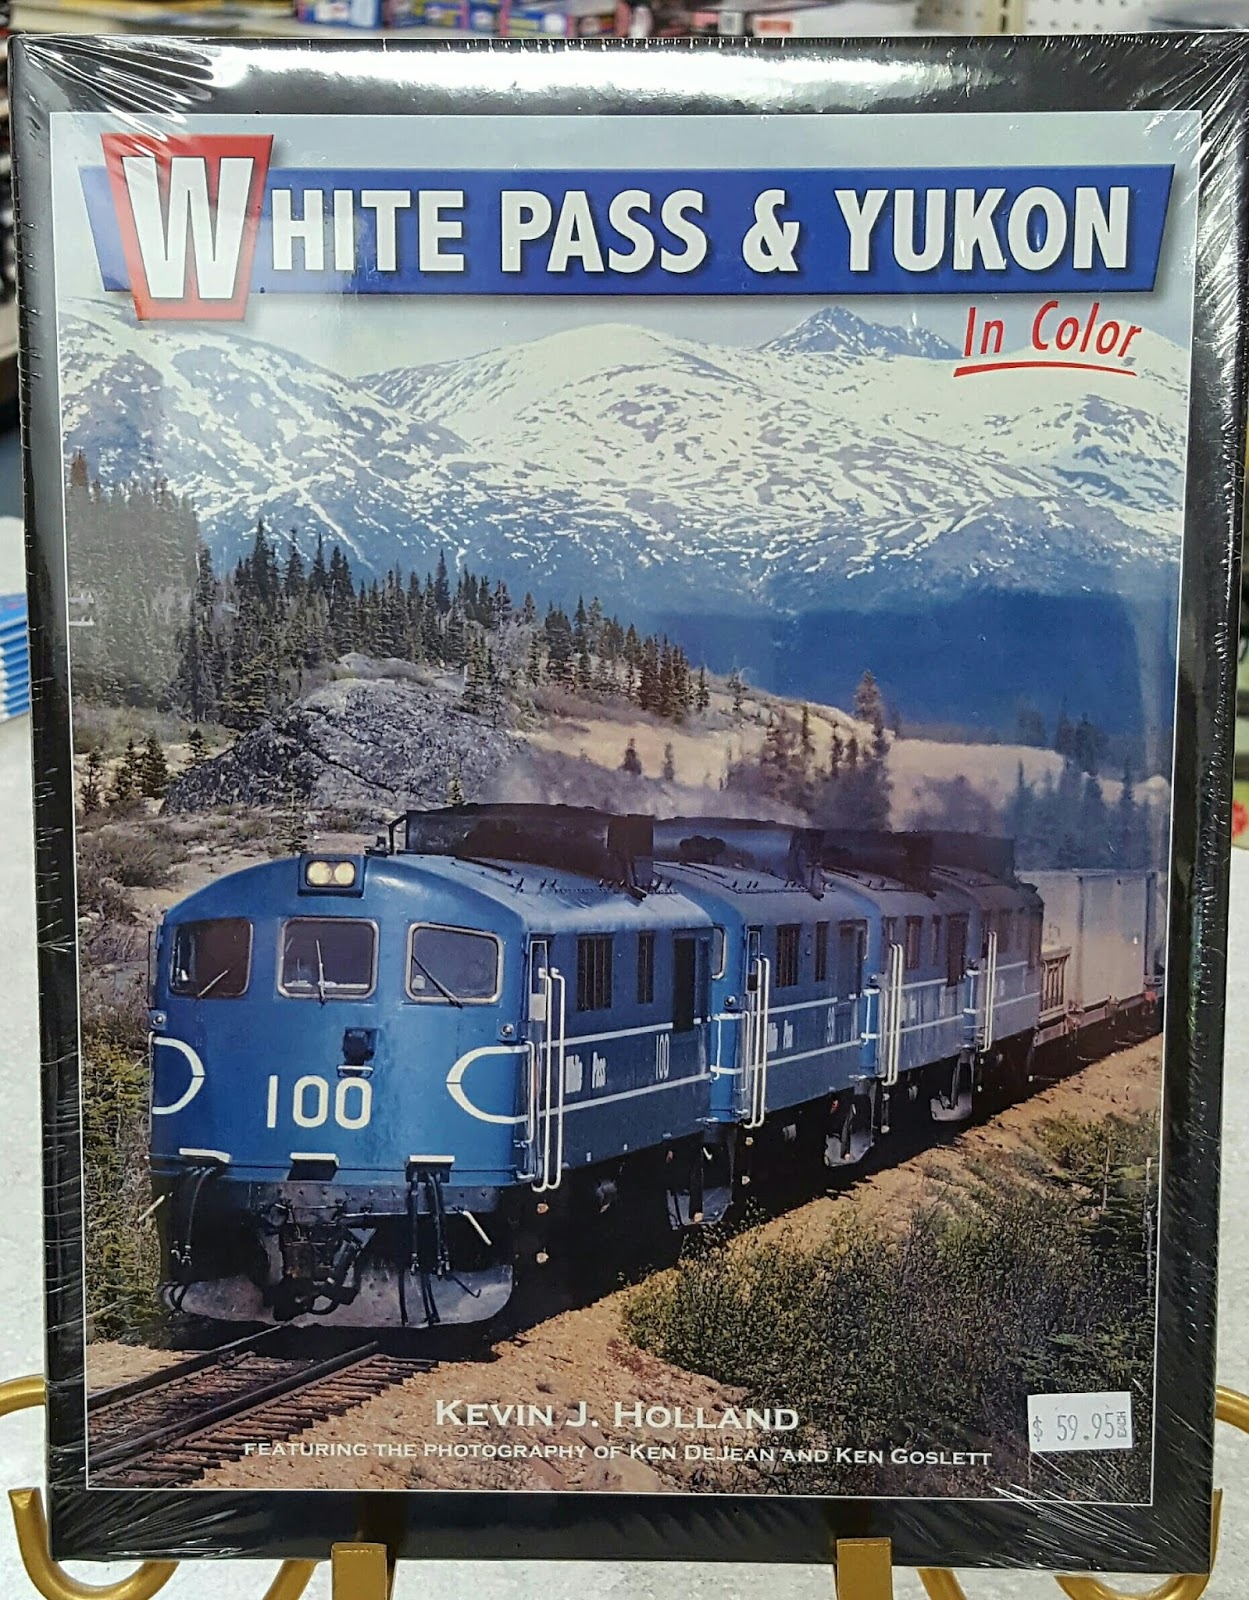 WHITE PASS & YUKON
In Color
100
White Pass
100
KEVIN J. HOLLAND
FEATURING THE PHOTOGRAPHY OF KEN DEJEAN AND KEN GOSLETT
$ 59.95